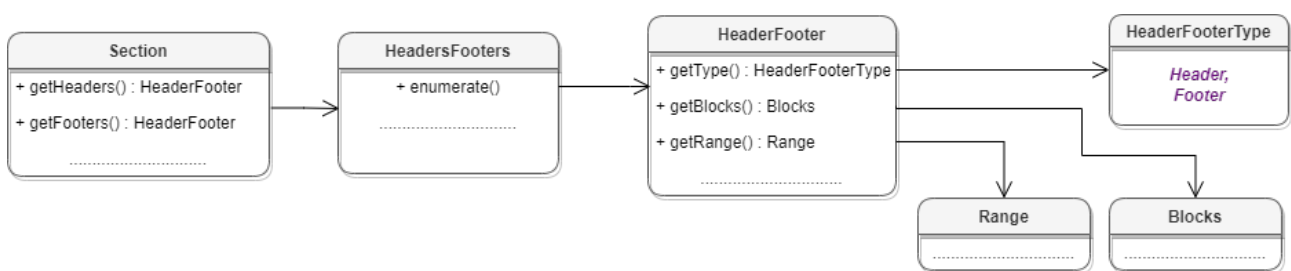 Section
+ getHeaders() : HeaderFooter
+ getFooters() : HeaderFooter
HeadersFooters
+ enumerate()
HeaderFooter
+ getType() : HeaderFooterType
+ getBlocks() : Blocks
+ getRange() : Range
HeaderFooterType
Header,
Footer
Range
Blocks